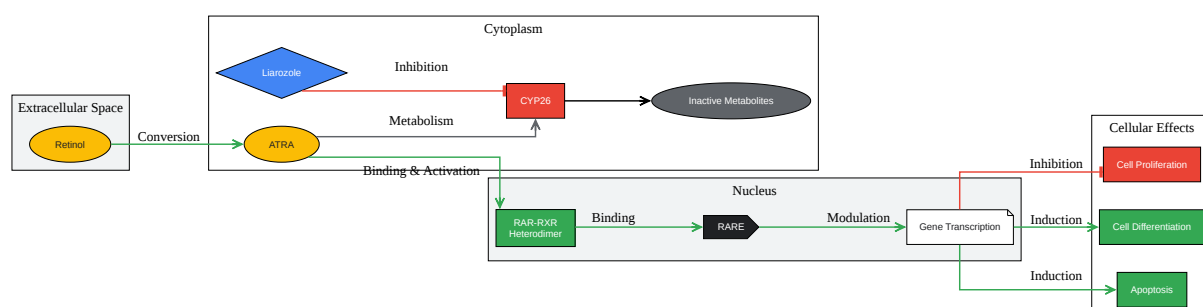 Cytoplasm
Liarozole
Inhibition
CYP26
Inactive Metabolites
Extracellular Space
Retinol
Conversion
Metabolism
ATRA
Binding & Activation
Nucleus
RAR-RXR
Heterodimer
Binding
RARE
Modulation
Gene Transcription
Cellular Effects
Inhibition
Cell Proliferation
Induction
Cell Differentiation
Induction
Apoptosis